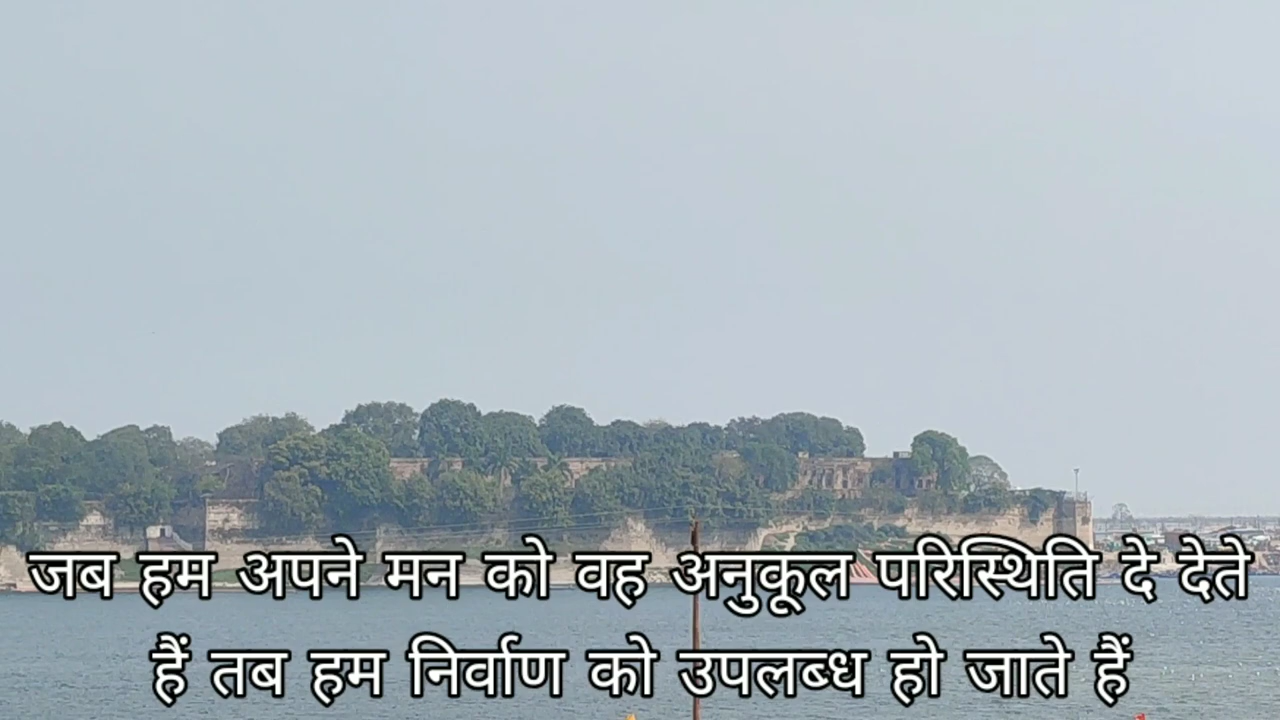 जब हम अपने मन को वह अनुकूल परिस्थिति दे देते
हैं तब हम निर्वाण को उपलब्ध हो जाते हैं